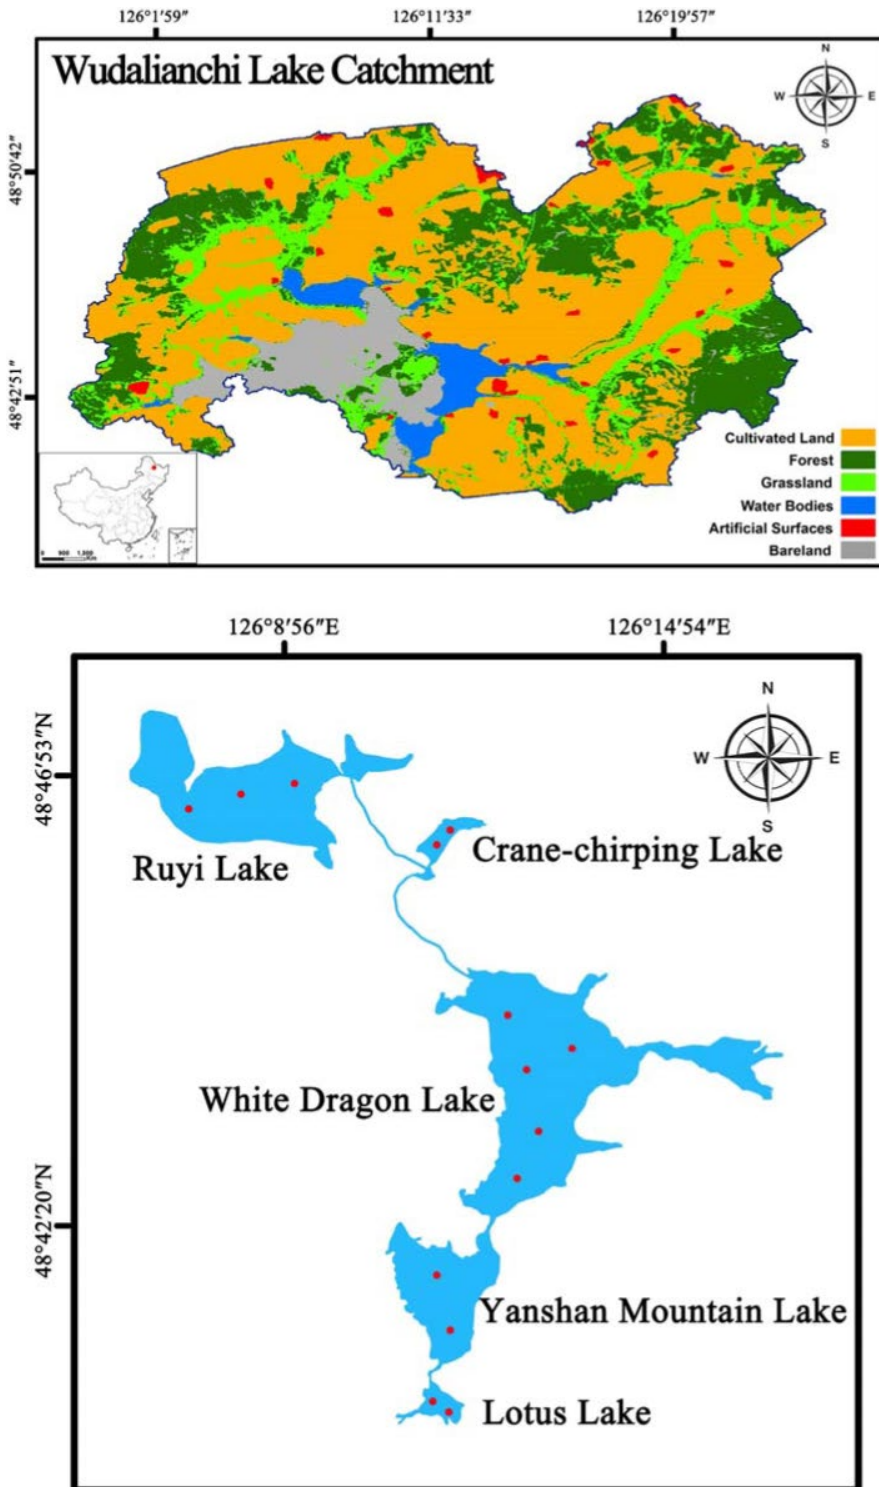 126°1'59" 126°11'33" 126°19'57"
Wudalianchi Lake Catchment
N
W E
S
48°50'42"
48°42'51"
Cultivated Land
Forest
Grassland
Water Bodies
Artificial Surfaces
Bareland
126°8'56"E 126°14'54"E
N
W E
S
48°46'53"N
Ruyi Lake
Crane-chirping Lake
White Dragon Lake
48°42'20"N
Yanshan Mountain Lake
Lotus Lake